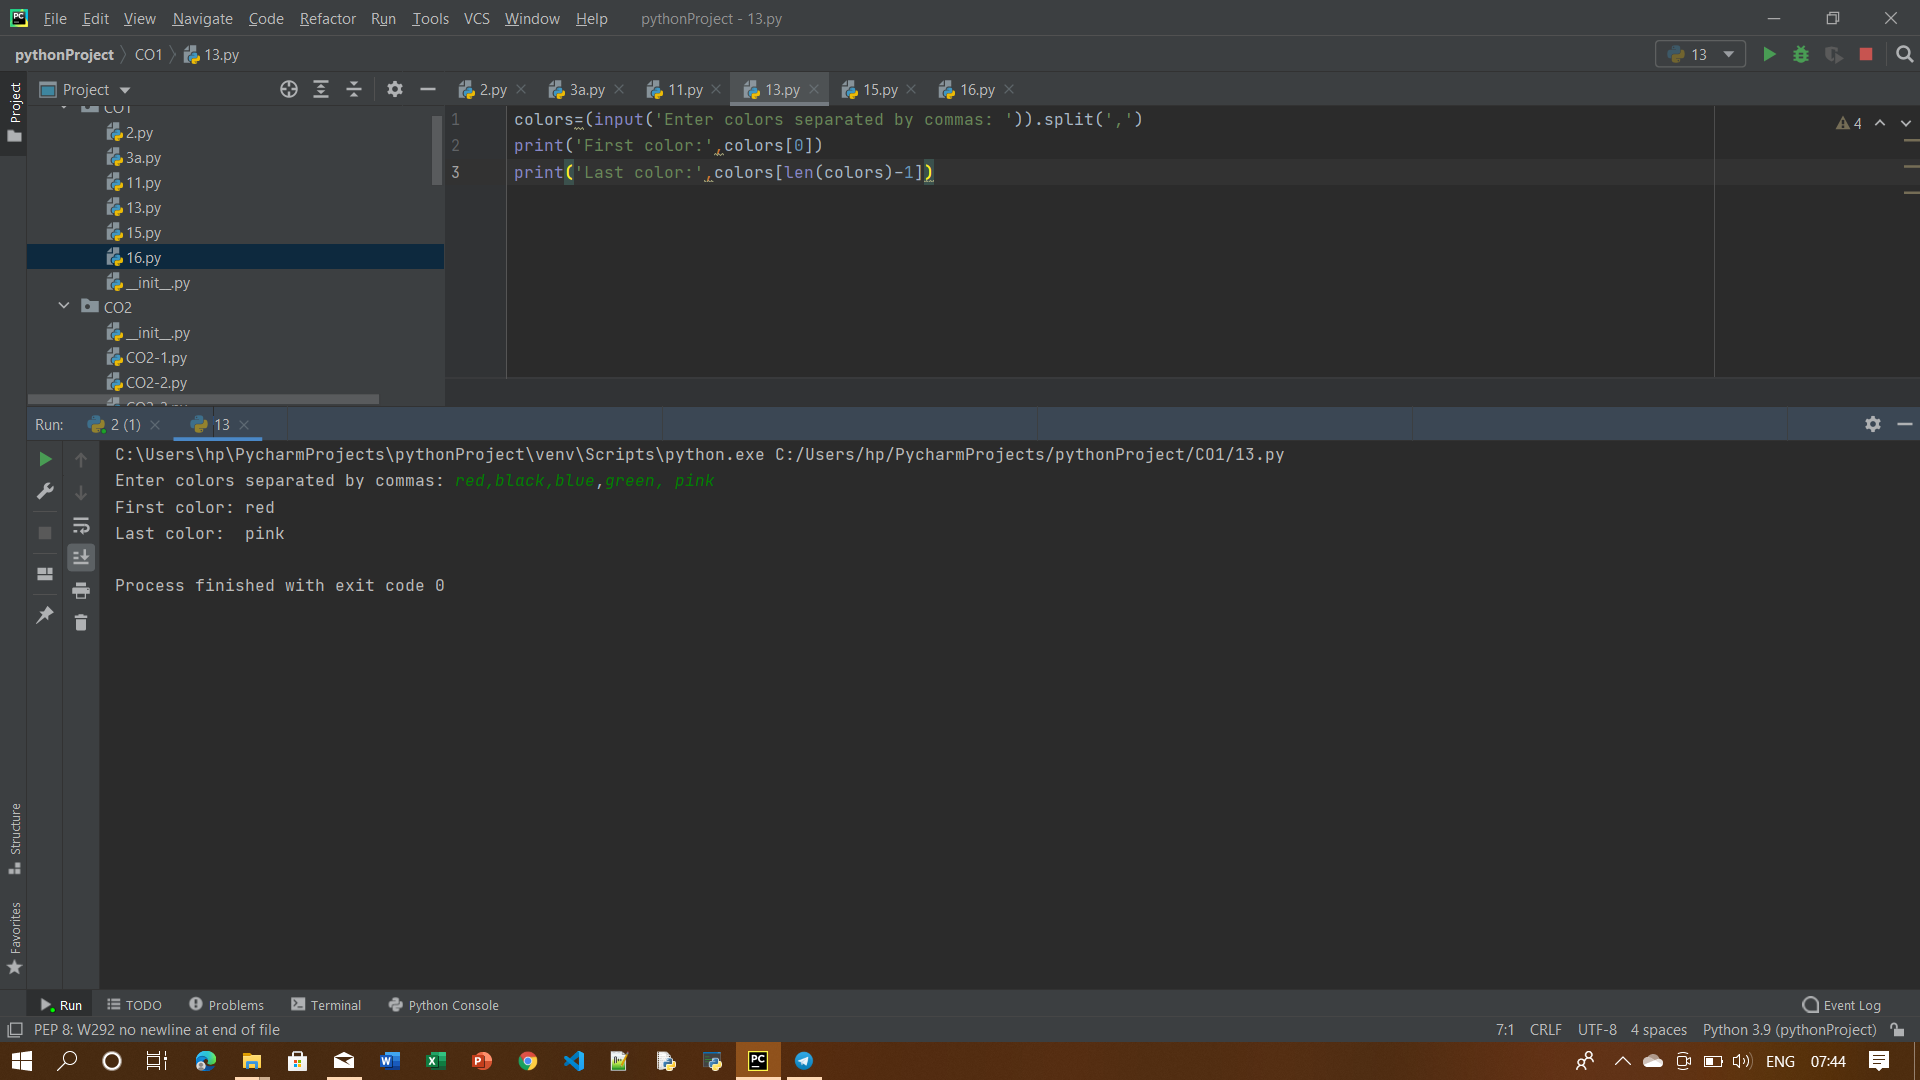 File Edit View Navigate Code Refactor Run Tools VCS Window Help pythonProject - 13.py
pythonProject CO1 13.py 13
Project 2.py 3a.py 11.py 13.py 15.py 16.py
Project
CO1
2.py
3a.py
11.py
13.py
15.py
16.py
__init__.py
CO2
__init__.py
CO2-1.py
CO2-2.py
1 colors=(input('Enter colors separated by commas: ')).split(',')
2 print('First color:',colors[0])
3 print('Last color:',colors[len(colors)-1])
4
Run: 2 (1) 13
C:\Users\hp\PycharmProjects\pythonProject\venv\Scripts\python.exe C:/Users/hp/PycharmProjects/pythonProject/CO1/13.py
Enter colors separated by commas: red,black,blue,green, pink
First color: red
Last color:  pink
Process finished with exit code 0
Structure
Favorites
Run TODO Problems Terminal Python Console Event Log
PEP 8: W292 no newline at end of file 7:1 CRLF UTF-8 4 spaces Python 3.9 (pythonProject)
ENG 07:44